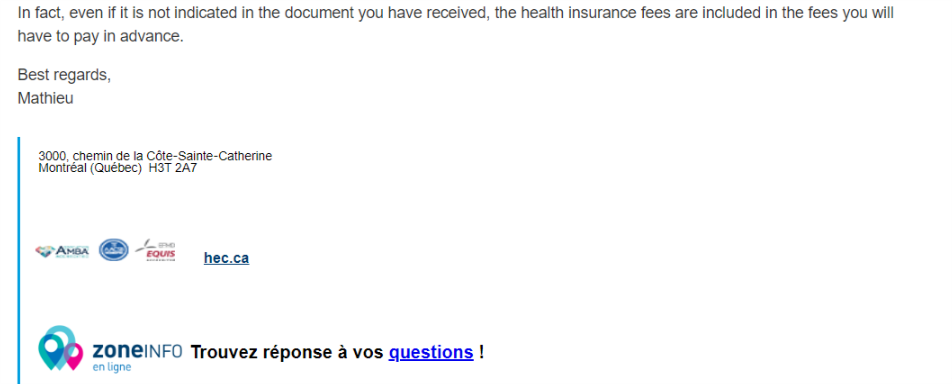 In fact, even if it is not indicated in the document you have received, the health insurance fees are included in the fees you will
have to pay in advance.
Best regards,
Mathieu
3000, chemin de la Côte-Sainte-Catherine
Montréal (Québec)  H3T 2A7
AMBA
EFMD
EQUIS
hec.ca
zoneINFO
en ligne
Trouvez réponse à vos questions !